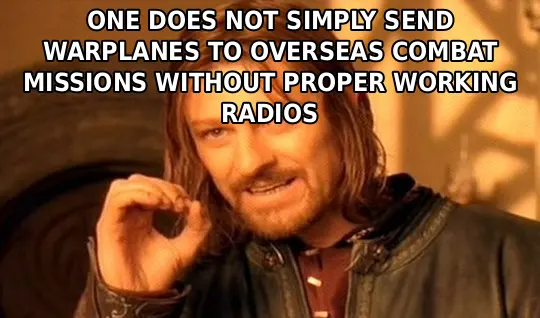 ONE DOES NOT SIMPLY SEND
WARPLANES TO OVERSEAS COMBAT
MISSIONS WITHOUT PROPER WORKING
RADIOS